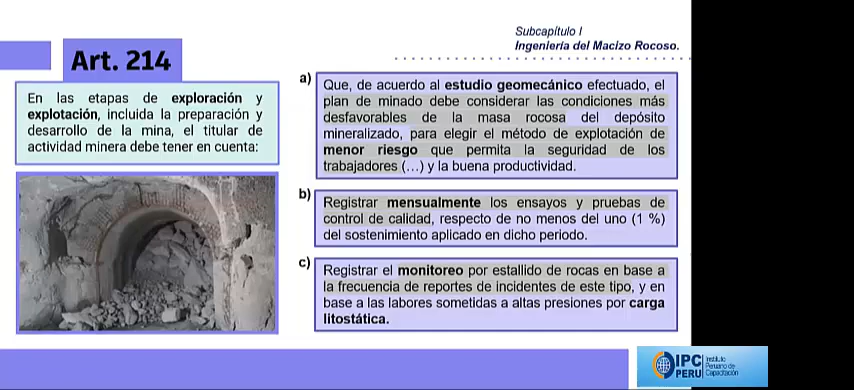 Subcapítulo I
Ingeniería del Macizo Rocoso.
Art. 214
En las etapas de exploración y
explotación, incluida la preparación y
desarrollo de la mina, el titular de
actividad minera debe tener en cuenta:
a)
Que, de acuerdo al estudio geomecánico efectuado, el
plan de minado debe considerar las condiciones más
desfavorables de la masa rocosa del depósito
mineralizado, para elegir el método de explotación de
menor riesgo que permita la seguridad de los
trabajadores (...) y la buena productividad.
b)
Registrar mensualmente los ensayos y pruebas de
control de calidad, respecto de no menos del uno (1 %)
del sostenimiento aplicado en dicho periodo.
c)
Registrar el monitoreo por estallido de rocas en base a
la frecuencia de reportes de incidentes de este tipo, y en
base a las labores sometidas a altas presiones por carga
litostática.
IPC
PERU
Instituto
Peruano de
Capacitación